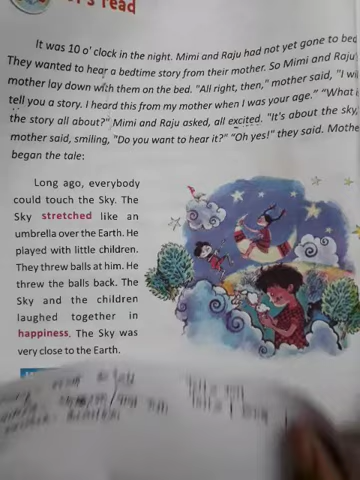 read
It was 10 o' clock in the night. Mimi and Raju had not yet gone to bed
They wanted to hear a bedtime story from their mother. So Mimi and Raju
mother lay down with them on the bed. "All right, then," mother said, "I
tell you a story. I heard this from my mother when I was your age." "What
the story all about?" Mimi and Raju asked, all excited. "It's about the sky,
mother said, smiling, "Do you want to hear it?" "Oh yes!" they said.
began the tale:
Long ago, everybody
could touch the Sky. The
Sky stretched like an
umbrella over the Earth. He
played with little children.
They threw balls at him. He
threw the balls back. The
Sky and the children
laughed together in
happiness. The Sky was
very close to the Earth.